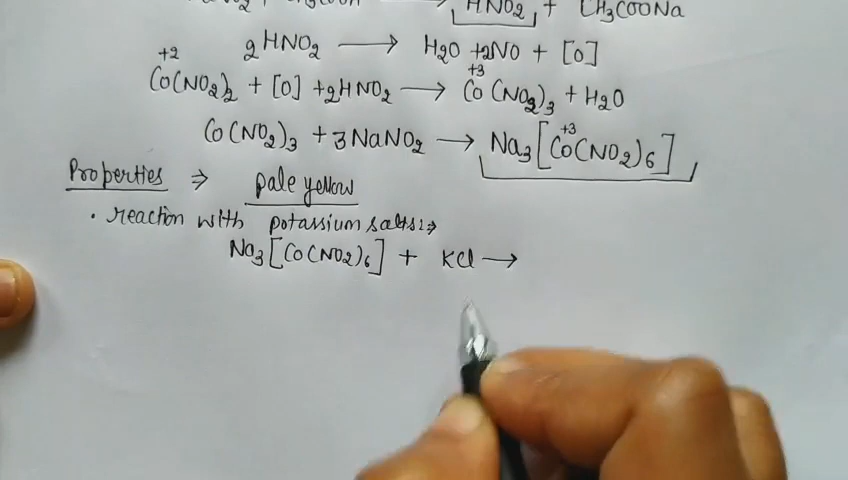 HNO2 + CH3COONa
2HNO2 → H2O + 2NO + [O]
+2 +3
Co(NO2)2 + [O] + 2HNO2 → Co(NO2)3 + H2O
Co(NO2)3 + 3NaNO2 → Na3[Co(NO2)6]
+3
Properties ⇒ pale yellow
• reaction with potassium salts:⇒
Na3[Co(NO2)6] + KCl →